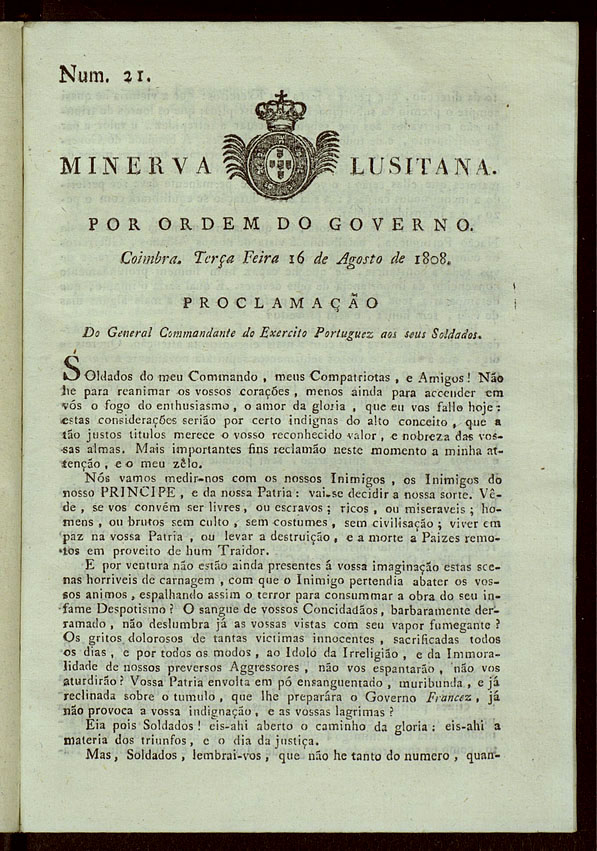 Num. 21.
MINERVA LUSITANA.
POR ORDEM DO GOVERNO.
Coimbra. Terça Feira 16 de Agosto de 1808.
PROCLAMAÇÃO
Do General Commandante do Exercito Portuguez aos seus Soldados.
SOldados do meu Commando , meus Compatriotas , e Amigos ! Não
he para reanimar os vossos corações , menos ainda para accender em
vós o fogo do enthusiasmo , o amor da gloria , que eu vos fallo hoje :
estas considerações serião por certo indignas do alto conceito , que a
tão justos titulos merece o vosso reconhecido valor , e nobreza das vos-
sas almas. Mais importantes fins reclamão neste momento a minha at-
tenção , e o meu zêlo.
Nós vamos medir-nos com os nossos Inimigos , os Inimigos do
nosso PRINCIPE , e da nossa Patria : vai-se decidir a nossa sorte. Vê-
de , se vos convém ser livres , ou escravos ; ricos , ou miseraveis ; ho-
mens , ou brutos sem culto , sem costumes , sem civilisação ; viver em
paz na vossa Patria , ou levar a destruição , e a morte a Paizes remo-
tos em proveito de hum Traidor.
E por ventura não estão ainda presentes á vossa imaginação estas sce-
nas horriveis de carnagem , com que o Inimigo pertendia abater os vos-
sos animos , espalhando assim o terror para consummar a obra do seu in-
fame Despotismo ? O sangue de vossos Concidadãos , barbaramente der-
ramado , não deslumbra já as vossas vistas com seu vapor fumegante ?
Os gritos dolorosos de tantas victimas innocentes , sacrificadas todos
os dias , e por todos os modos , ao Idolo da Irreligião , e da Immora-
lidade de nossos preversos Aggressores , não vos espantarão , não vos
aturdirão ? Vossa Patria envolta em pó ensanguentado , muribunda , e já
reclinada sobre o tumulo , que lhe preparára o Governo Francez , já
não provoca a vossa indignação , e as vossas lagrimas ?
Eia pois Soldados ! eis-ahi aberto o caminho da gloria : eis-ahi a
materia dos triunfos , e o dia da justiça.
Mas , Soldados , lembrai-vos , que não he tanto do numero , quan-